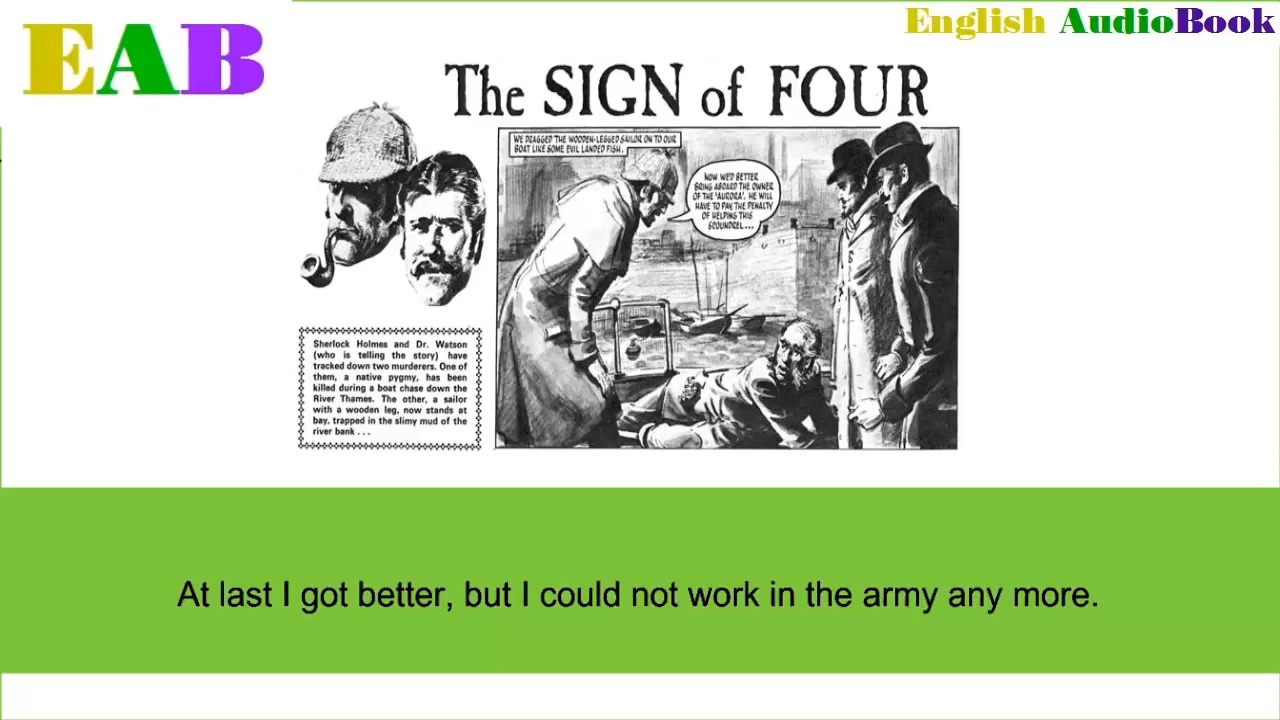 EAB
English AudioBook
The SIGN of FOUR
WE DRAGGED THE WOODEN-LEGGED SAILOR ON TO OUR
BOAT LIKE SOME EVIL LANDED FISH.
NOW WE'D BETTER
BRING ABOARD THE OWNER
OF THE 'AURORA'. HE WILL
HAVE TO PAY THE PENALTY
OF HELPING THIS
SCOUNDREL...
Sherlock Holmes and Dr. Watson
(who is telling the story) have
tracked down two murderers. One of
them, a native pygmy, has been
killed during a boat chase down the
River Thames. The other, a sailor
with a wooden leg, now stands at
bay, trapped in the slimy mud of the
river bank . . .
At last I got better, but I could not work in the army any more.